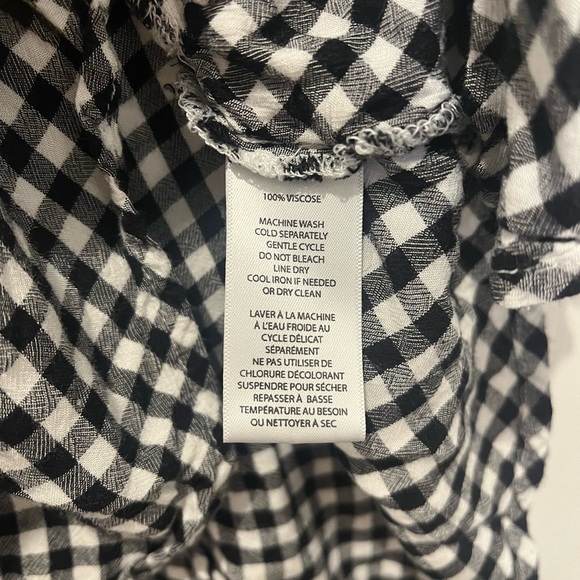 100% VISCOSE
MACHINE WASH
COLD SEPARATELY
GENTLE CYCLE
DO NOT BLEACH
LINE DRY
COOL IRON IF NEEDED
OR DRY CLEAN
LAVER À LA MACHINE
À L'EAU FROIDE AU
CYCLE DÉLICAT
SÉPARÉMENT
NE PAS UTILISER DE
CHLORURE DÉCOLORANT
SUSPENDRE POUR SÉCHER
REPASSER À BASSE
TEMPÉRATURE AU BESOIN
OU NETTOYER À SEC